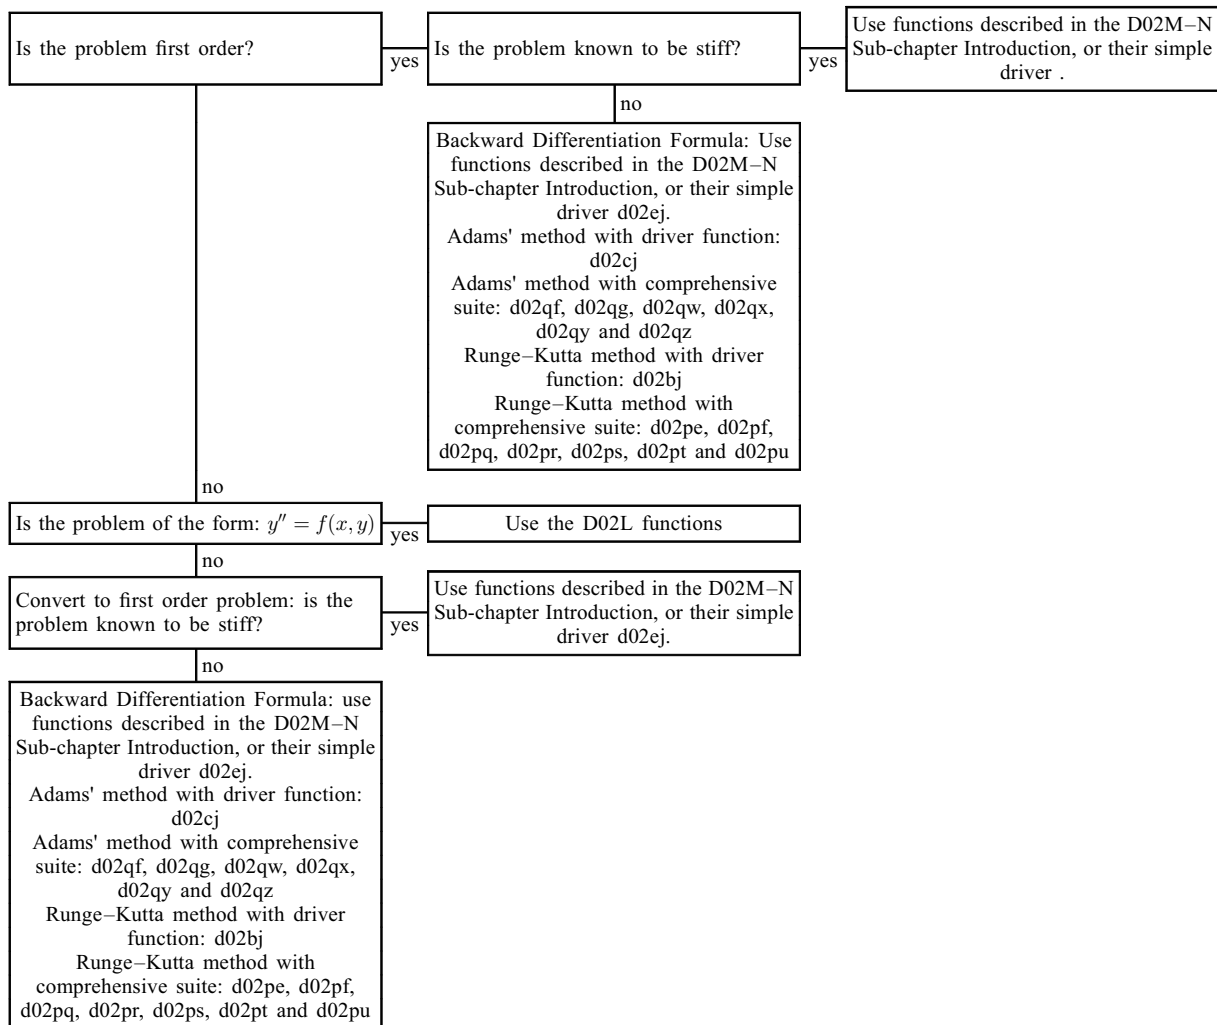 Is the problem first order?
yes
Is the problem known to be stiff?
yes
Use functions described in the D02M–N
Sub-chapter Introduction, or their simple
driver .
no
Backward Differentiation Formula: Use
functions described in the D02M–N
Sub-chapter Introduction, or their simple
driver d02ej.
Adams' method with driver function:
d02cj
Adams' method with comprehensive
suite: d02qf, d02qg, d02qw, d02qx,
d02qy and d02qz
Runge–Kutta method with driver
function: d02bj
Runge–Kutta method with
comprehensive suite: d02pe, d02pf,
d02pq, d02pr, d02ps, d02pt and d02pu
no
Is the problem of the form: y″ = f(x, y)
yes
Use the D02L functions
no
Convert to first order problem: is the
problem known to be stiff?
yes
Use functions described in the D02M–N
Sub-chapter Introduction, or their simple
driver d02ej.
no
Backward Differentiation Formula: use
functions described in the D02M–N
Sub-chapter Introduction, or their simple
driver d02ej.
Adams' method with driver function:
d02cj
Adams' method with comprehensive
suite: d02qf, d02qg, d02qw, d02qx,
d02qy and d02qz
Runge–Kutta method with driver
function: d02bj
Runge–Kutta method with
comprehensive suite: d02pe, d02pf,
d02pq, d02pr, d02ps, d02pt and d02pu